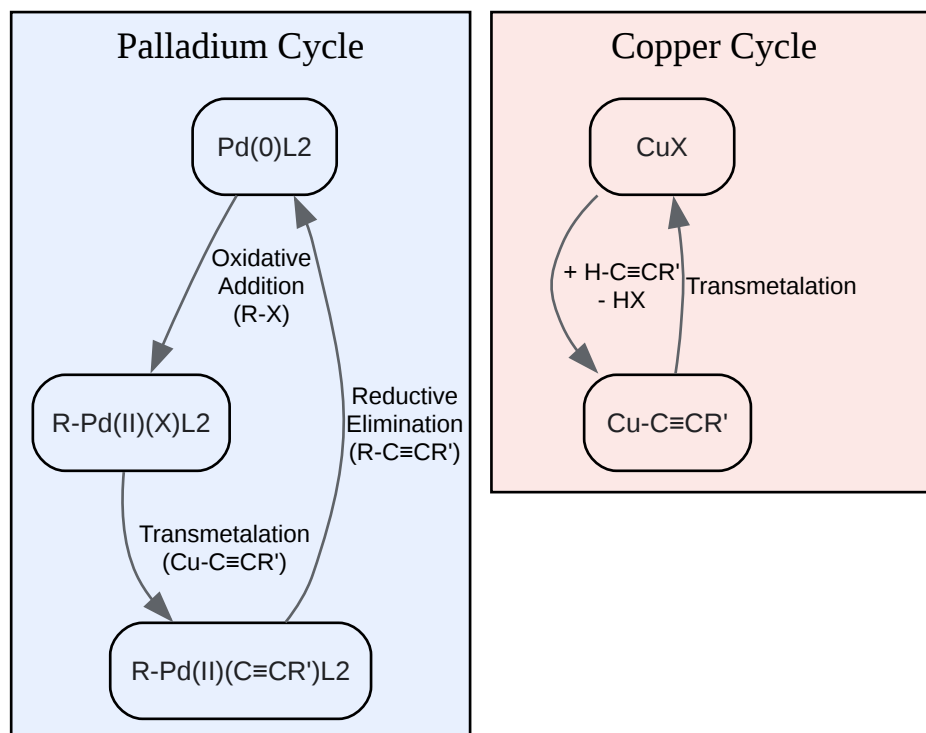 Palladium Cycle
Pd(0)L2
Oxidative
Addition
(R-X)
R-Pd(II)(X)L2
Reductive
Elimination
(R-C≡CR')
Transmetalation
(Cu-C≡CR')
R-Pd(II)(C≡CR')L2
Copper Cycle
CuX
+ H-C≡CR'
- HX
Transmetalation
Cu-C≡CR'